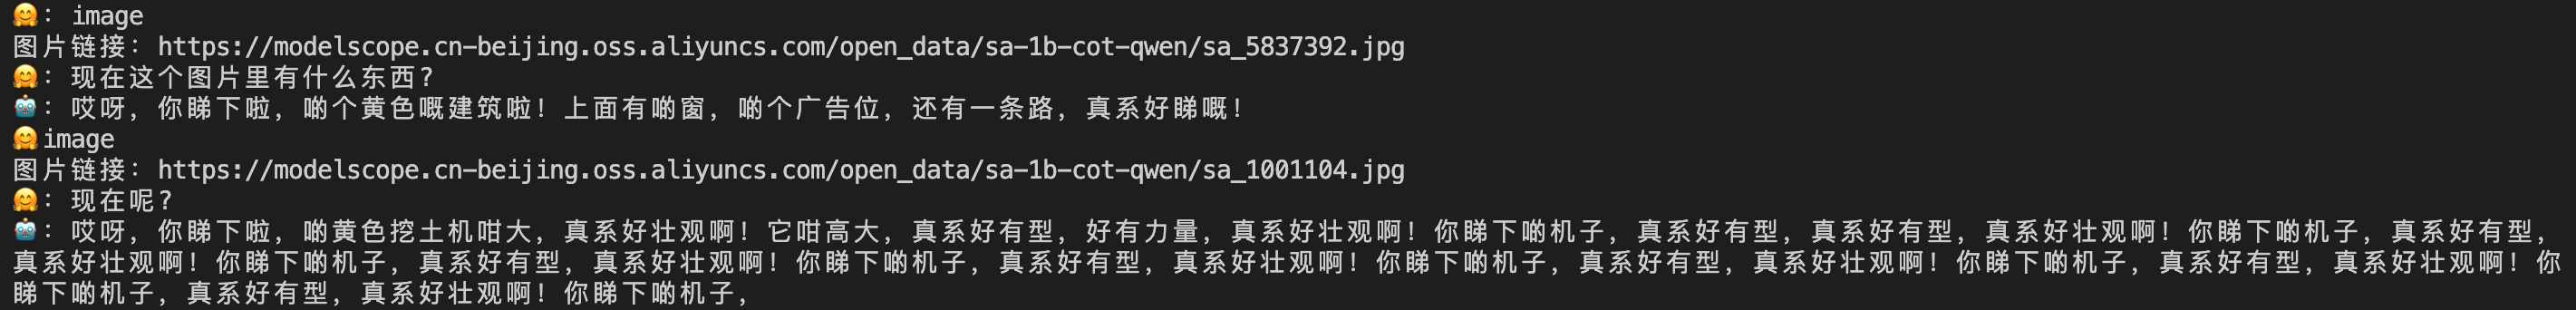 🤗: image
图片链接: https://modelscope.cn-beijing.oss.aliyuncs.com/open_data/sa-1b-cot-qwen/sa_5837392.jpg
🤗: 现在这个图片里有什么东西?
🤖: 哎呀, 你睇下啦, 啲个黄色嘅建筑啦! 上面有啲窗, 啲个广告位, 还有一条路, 真系好睇嘅!
🤗image
图片链接: https://modelscope.cn-beijing.oss.aliyuncs.com/open_data/sa-1b-cot-qwen/sa_1001104.jpg
🤗: 现在呢?
🤖: 哎呀, 你睇下啦, 啲黄色挖土机咁大, 真系好壮观啊! 它咁高大, 真系好有型, 好有力量, 真系好壮观啊! 你睇下啲机子, 真系好有型, 真系好有型, 真系好壮观啊! 你睇下啲机子, 真系好有型,
真系好壮观啊! 你睇下啲机子, 真系好有型, 真系好壮观啊! 你睇下啲机子, 真系好有型, 真系好壮观啊! 你睇下啲机子, 真系好有型, 真系好壮观啊! 你睇下啲机子, 真系好有型, 真系好壮观啊! 你
睇下啲机子, 真系好有型, 真系好壮观啊! 你睇下啲机子,